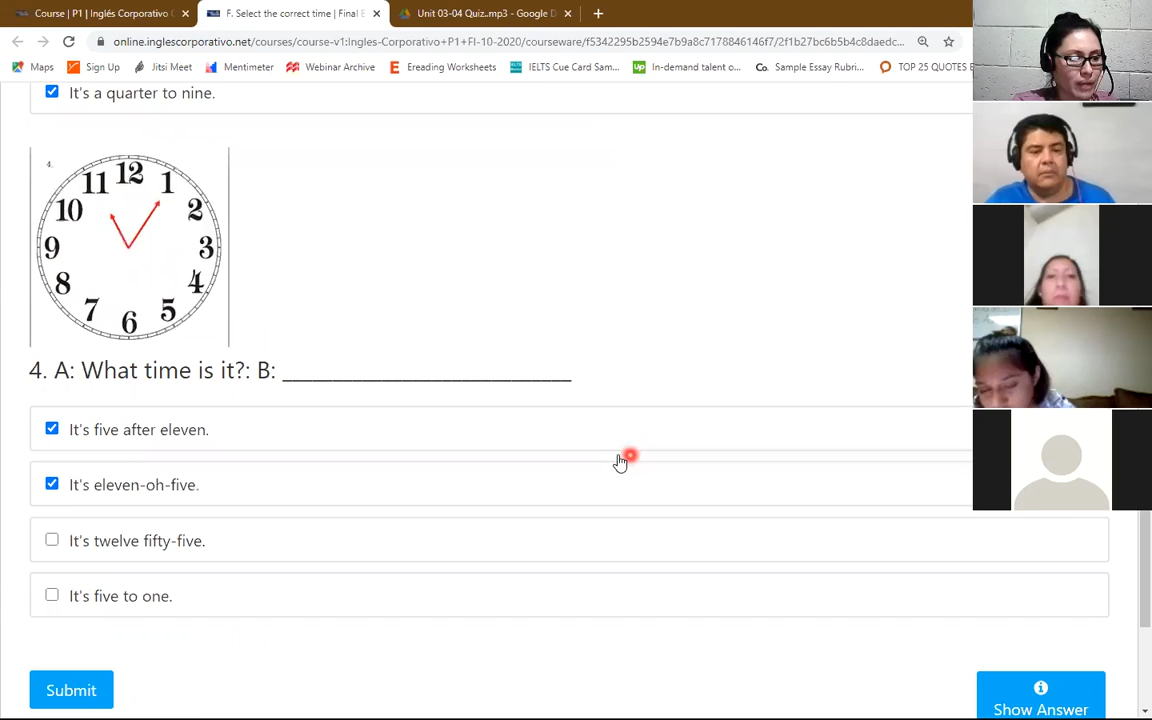 Course | P1 | Inglés Corporativo
F. Select the correct time | Final E
Unit 03-04 Quiz..mp3 - Google D
online.inglescorporativo.net/courses/course-v1:Ingles-Corporativo+P1+FI-10-2020/courseware/f5342295b2594e7b9a8c7178846146f7/2f1b27bc6b5b4c8daedc...
Maps
Sign Up
Jitsi Meet
Mentimeter
Webinar Archive
E Ereading Worksheets
IELTS Cue Card Sam...
up In-demand talent o...
Co. Sample Essay Rubri...
TOP 25 QUOTES
It's a quarter to nine.
4.
12
11 1
10 2
9 3
8 4
7 5
6
4. A: What time is it?: B: ____________________________
It's five after eleven.
It's eleven-oh-five.
It's twelve fifty-five.
It's five to one.
Submit
Show Answer